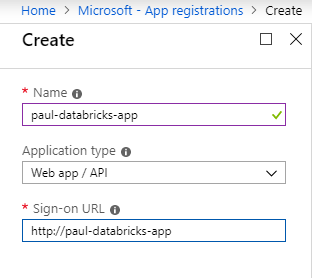 Home > Microsoft - App registrations > Create
Create
* Name
paul-databricks-app
Application type
Web app / API
* Sign-on URL
http://paul-databricks-app